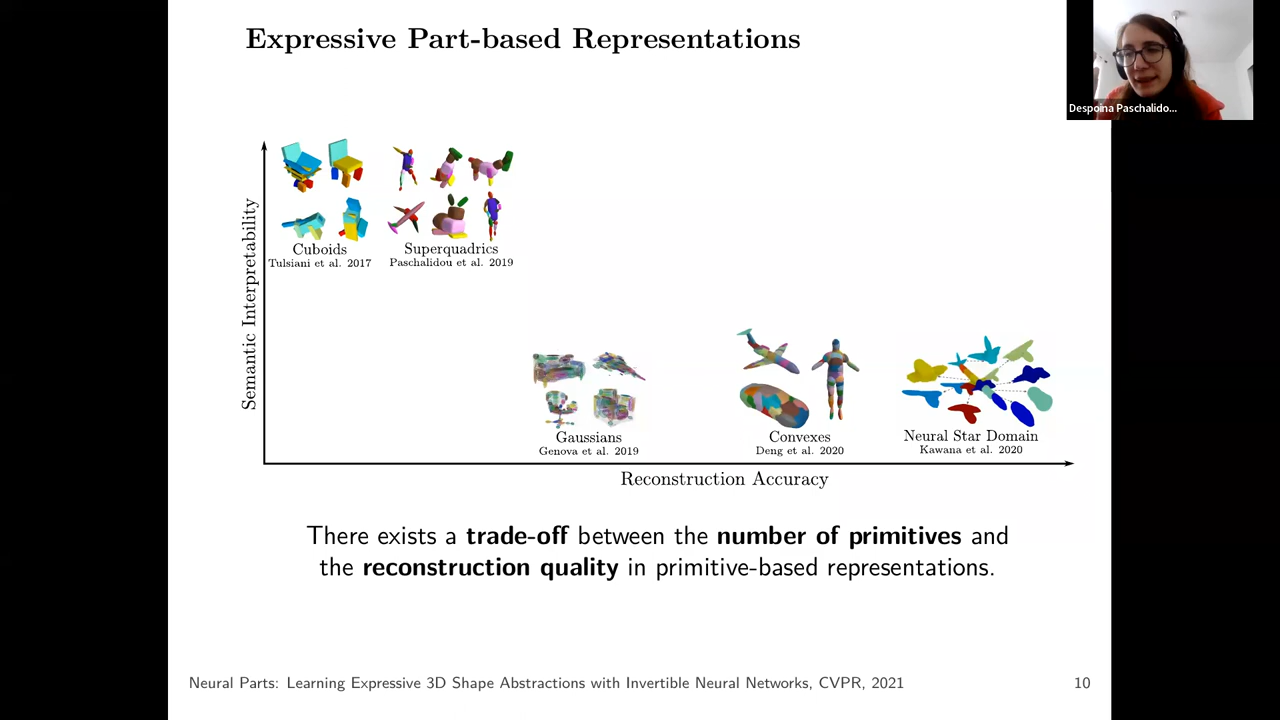 Expressive Part-based Representations
Despoina Paschalido...
Semantic Interpretability
Cuboids
Tulsiani et al. 2017
Superquadrics
Paschalidou et al. 2019
Gaussians
Genova et al. 2019
Convexes
Deng et al. 2020
Neural Star Domain
Kawana et al. 2020
Reconstruction Accuracy
There exists a trade-off between the number of primitives and
the reconstruction quality in primitive-based representations.
Neural Parts: Learning Expressive 3D Shape Abstractions with Invertible Neural Networks, CVPR, 2021
10